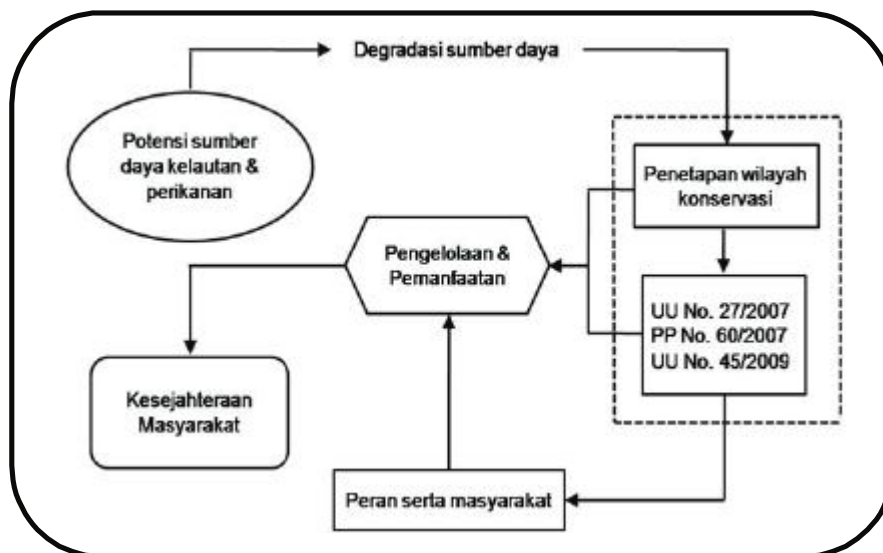 Degradasi sumber daya
Potensi sumber
daya kelautan &
perikanan
Penetapan wilayah
konservasi
Pengelolaan &
Pemanfaatan
UU No. 27/2007
PP No. 60/2007
UU No. 45/2009
Kesejahteraan
Masyarakat
Peran serta masyarakat